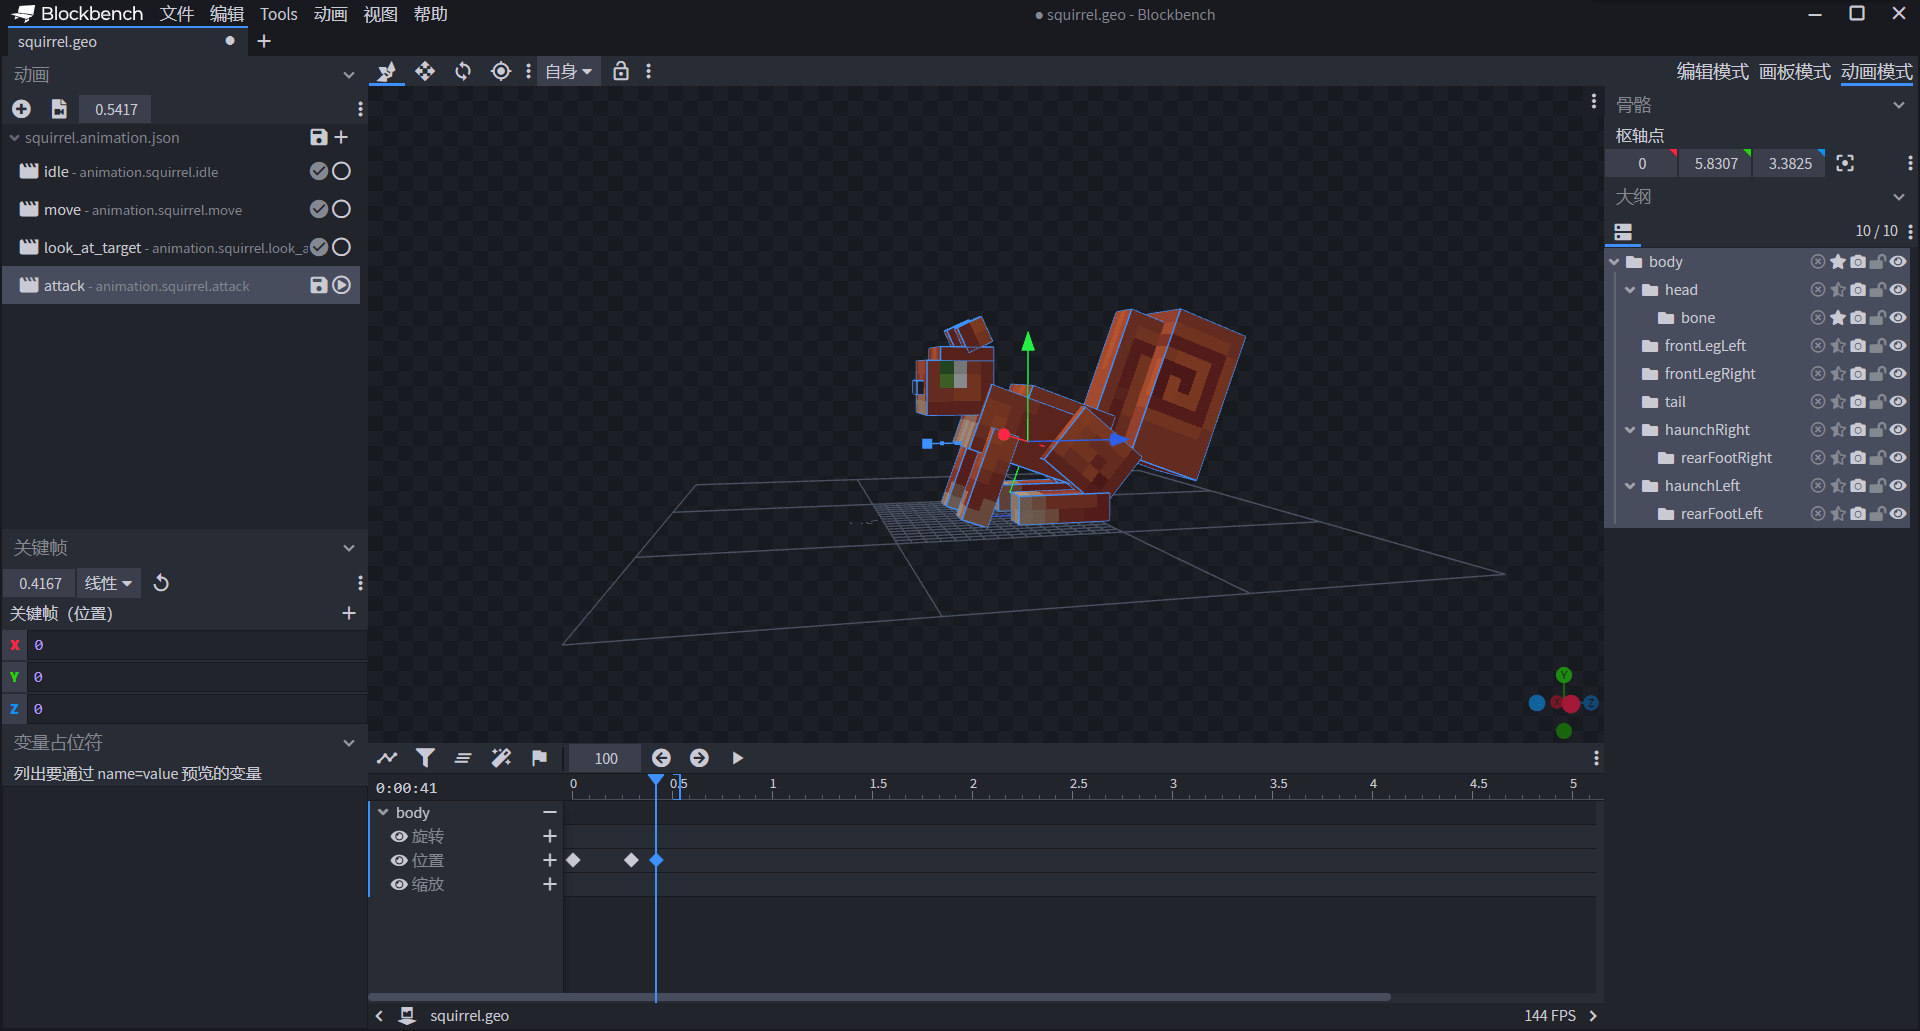 Blockbench 文件 编辑 Tools 动画 视图 帮助
● squirrel.geo - Blockbench
squirrel.geo
动画
自身
编辑模式 画板模式 动画模式
0.5417
squirrel.animation.json
idle - animation.squirrel.idle
move - animation.squirrel.move
look_at_target - animation.squirrel.look_a
attack - animation.squirrel.attack
骨骼
枢轴点
0 5.8307 3.3825
大纲
10 / 10
body
head
bone
frontLegLeft
frontLegRight
tail
haunchRight
rearFootRight
haunchLeft
rearFootLeft
关键帧
0.4167 线性
关键帧（位置）
X 0
Y 0
Z 0
变量占位符
列出要通过 name=value 预览的变量
Y
X
Z
100
0:00:41
0 0.5 1 1.5 2 2.5 3 3.5 4 4.5 5
body
旋转
位置
缩放
squirrel.geo
144 FPS